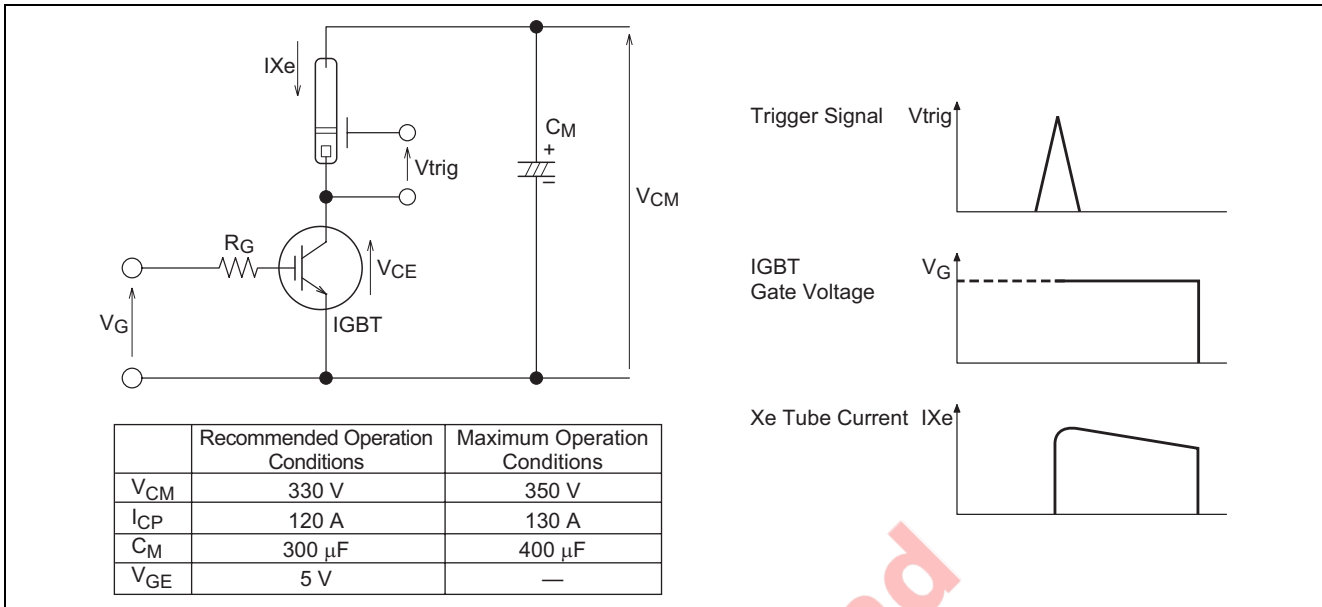 IXe
Vtrig
CM
+
–
VCM
RG
VCE
IGBT
VG
Recommended Operation Conditions
Maximum Operation Conditions
VCM 330 V 350 V
ICP 120 A 130 A
CM 300 μF 400 μF
VGE 5 V —
Trigger Signal Vtrig
IGBT
Gate Voltage
VG
Xe Tube Current IXe